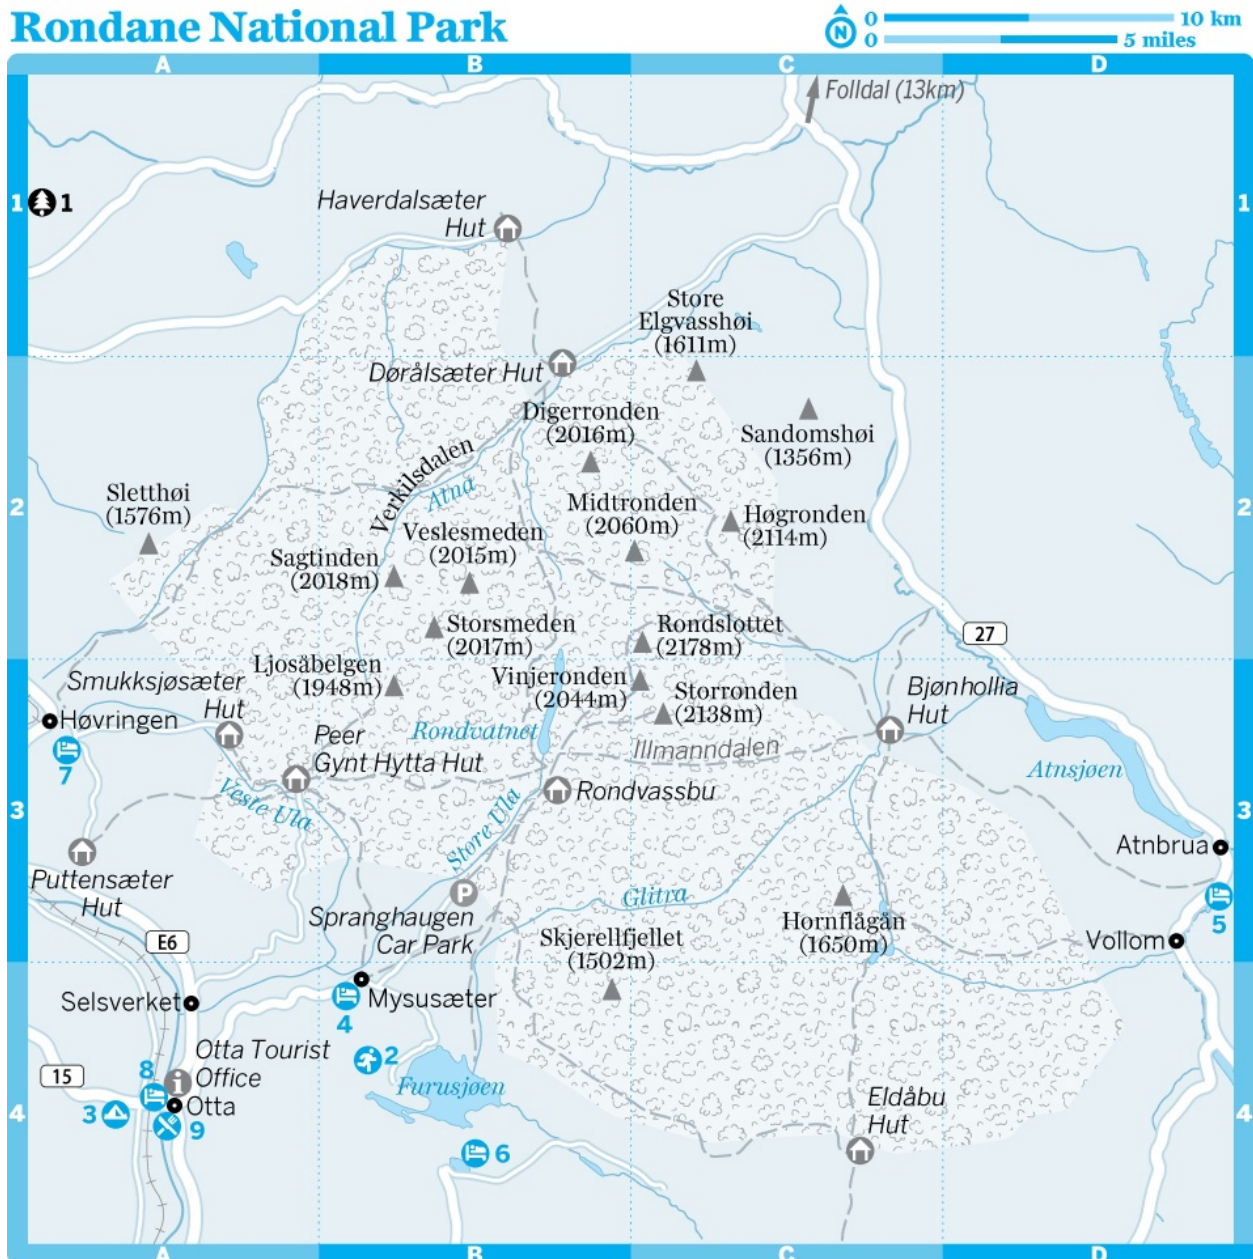 Rondane National Park
N
0
10 km
0
5 miles
A
B
C
D
Folldal (13km)
1
1
1
Haverdalsæter
Hut
Store
Elgvasshøi
(1611m)
Dørålsæter Hut
Digerronden
(2016m)
Sandomshøi
(1356m)
Verkilsdalen
Atna
Sletthøi
(1576m)
2
2
Midtronden
(2060m)
Høgronden
(2114m)
Veslesmeden
(2015m)
Sagtinden
(2018m)
Storsmeden
(2017m)
Rondslottet
(2178m)
27
Ljosåbelgen
(1948m)
Vinjeronden
(2044m)
Storronden
(2138m)
Smukksjøsæter
Hut
Bjørnhollia
Hut
Høvringen
7
Peer
Gynt Hytta Hut
Rondvatnet
Illmanndalen
Atnsjøen
Veste Ula
Rondvassbu
Store Ula
3
3
Atnbrua
Puttensæter
Hut
Glitra
5
Spranghaugen
Car Park
P
Hornflågån
(1650m)
E6
Skjerellfjellet
(1502m)
Vollom
Selsverket
Mysusæter
4
2
Otta Tourist
Office
i
15
8
Furusjøen
3
Otta
9
Eldåbu
Hut
4
4
6
A
B
C
D